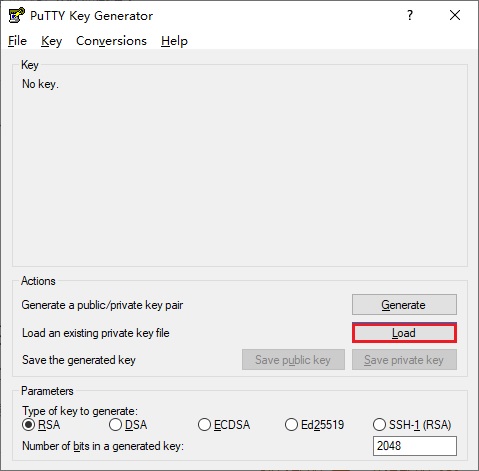 PuTTY Key Generator
?
File Key Conversions Help
Key
No key.
Actions
Generate a public/private key pair Generate
Load an existing private key file Load
Save the generated key Save public key Save private key
Parameters
Type of key to generate:
RSA DSA ECDSA Ed25519 SSH-1 (RSA)
Number of bits in a generated key: 2048